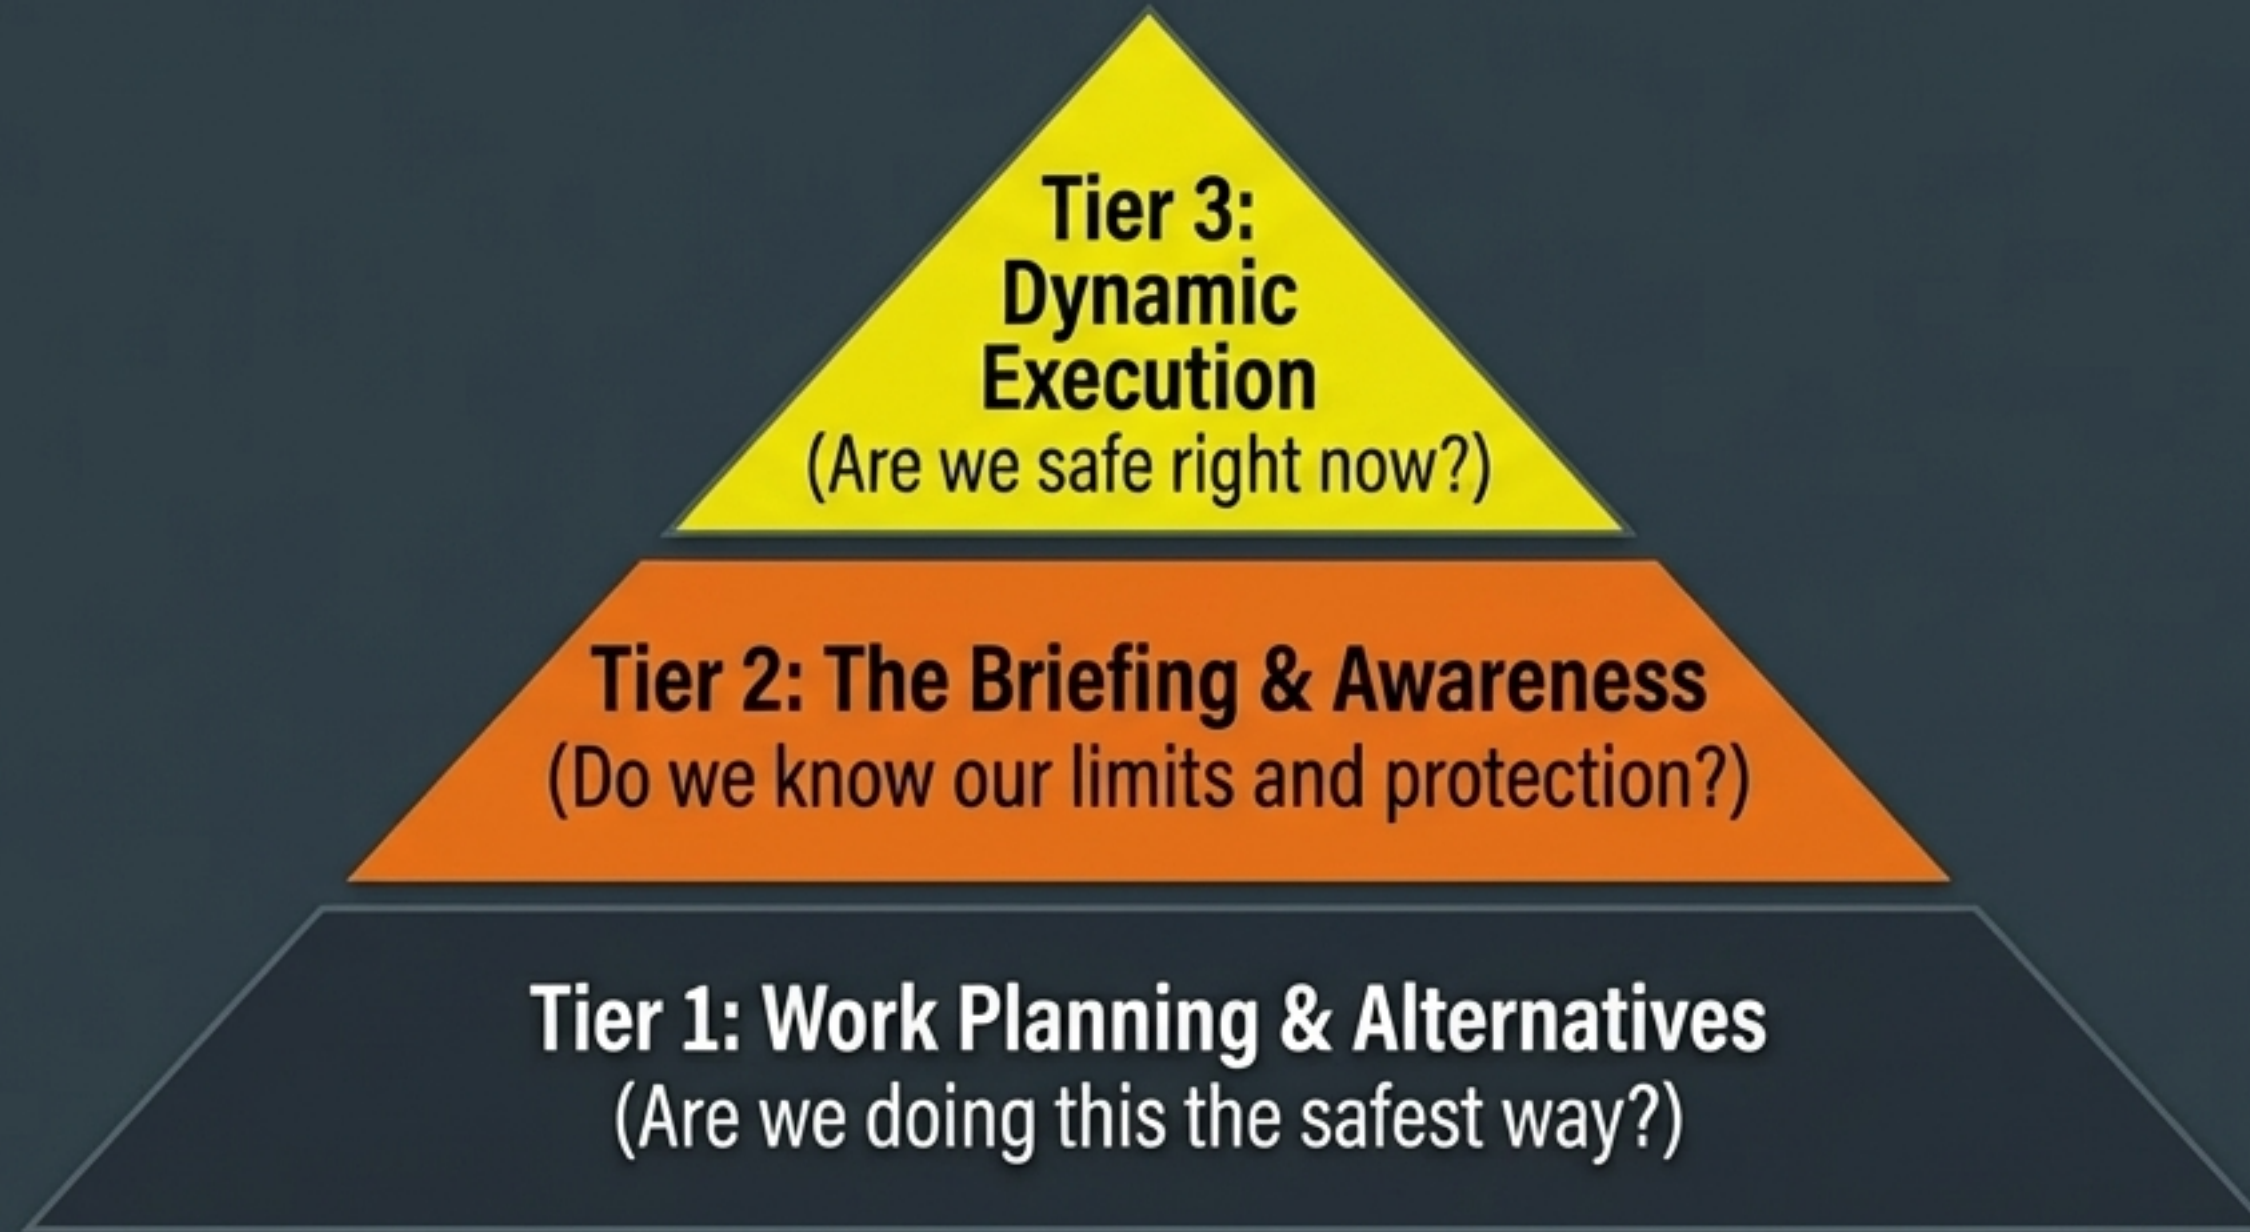 Tier 3:
Dynamic
Execution
(Are we safe right now?)
Tier 2: The Briefing & Awareness
(Do we know our limits and protection?)
Tier 1: Work Planning & Alternatives
(Are we doing this the safest way?)